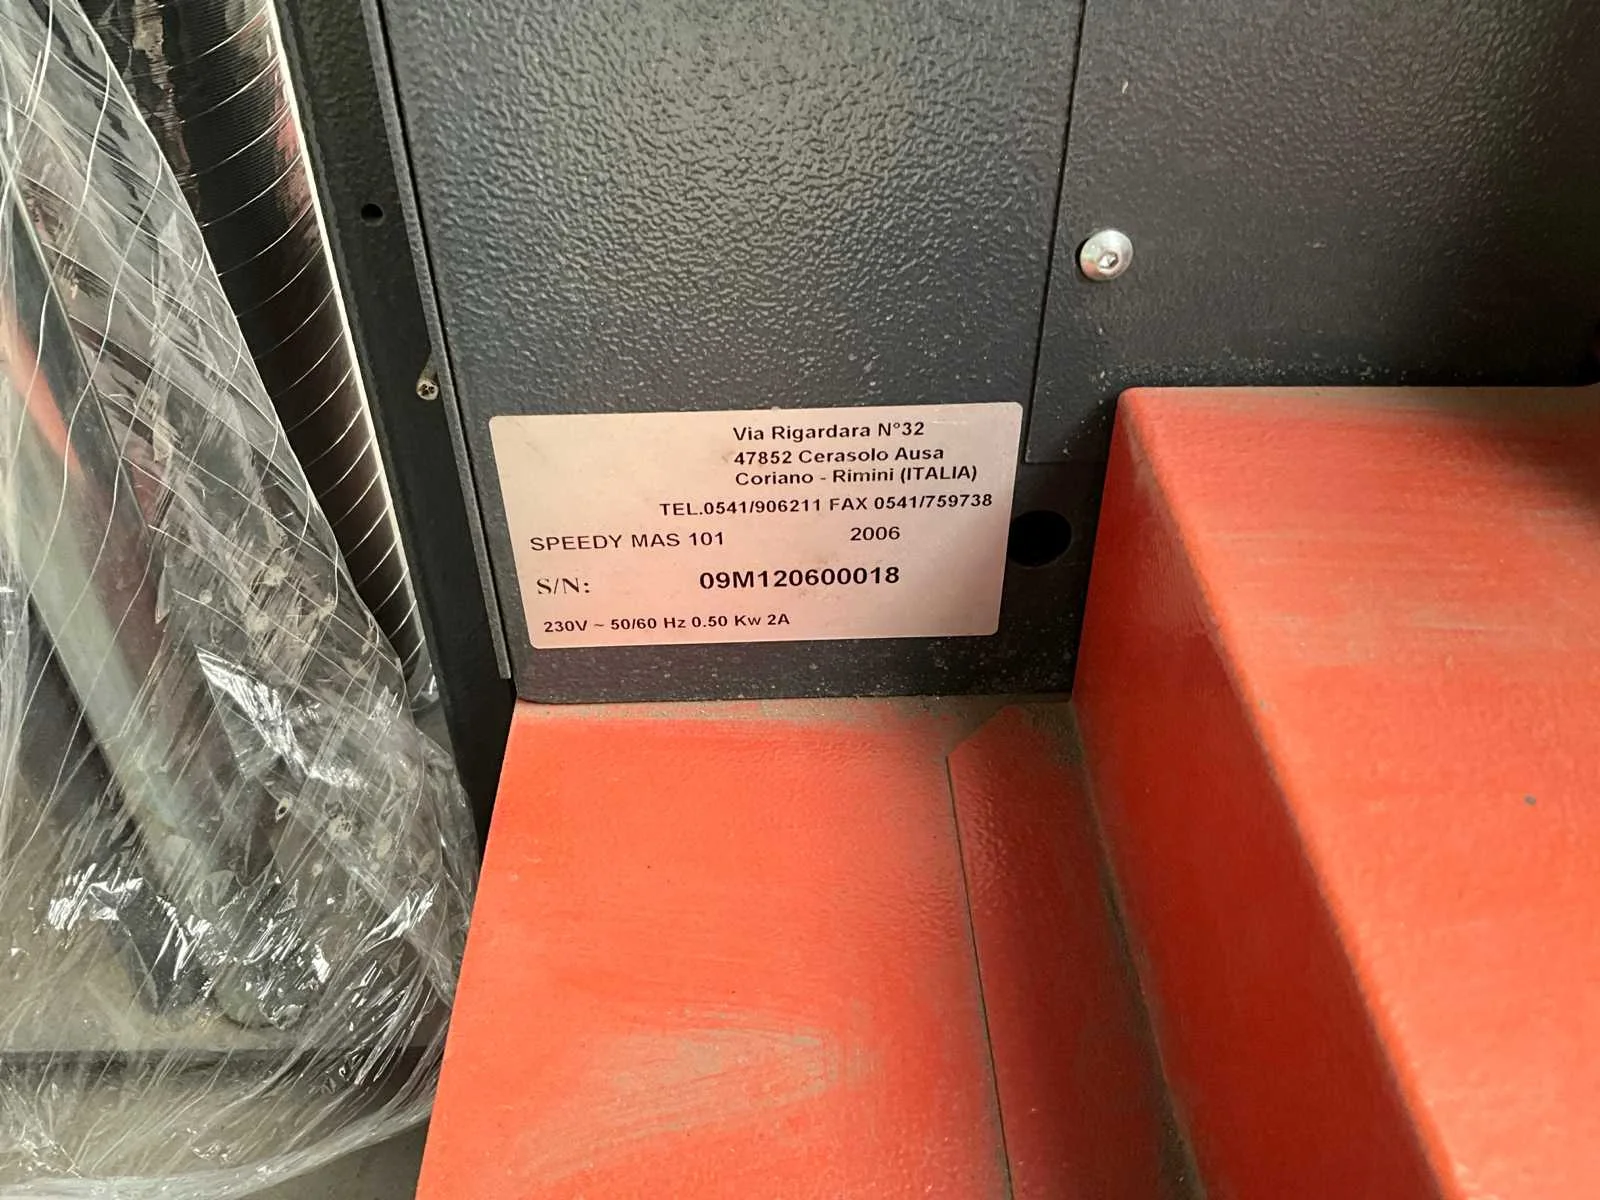 Via Rigardara N°32
47852 Cerasolo Ausa
Coriano - Rimini (ITALIA)
TEL.0541/906211 FAX 0541/759738
SPEEDY MAS 101 2006
S/N: 09M120600018
230V ~ 50/60 Hz 0.50 Kw 2A